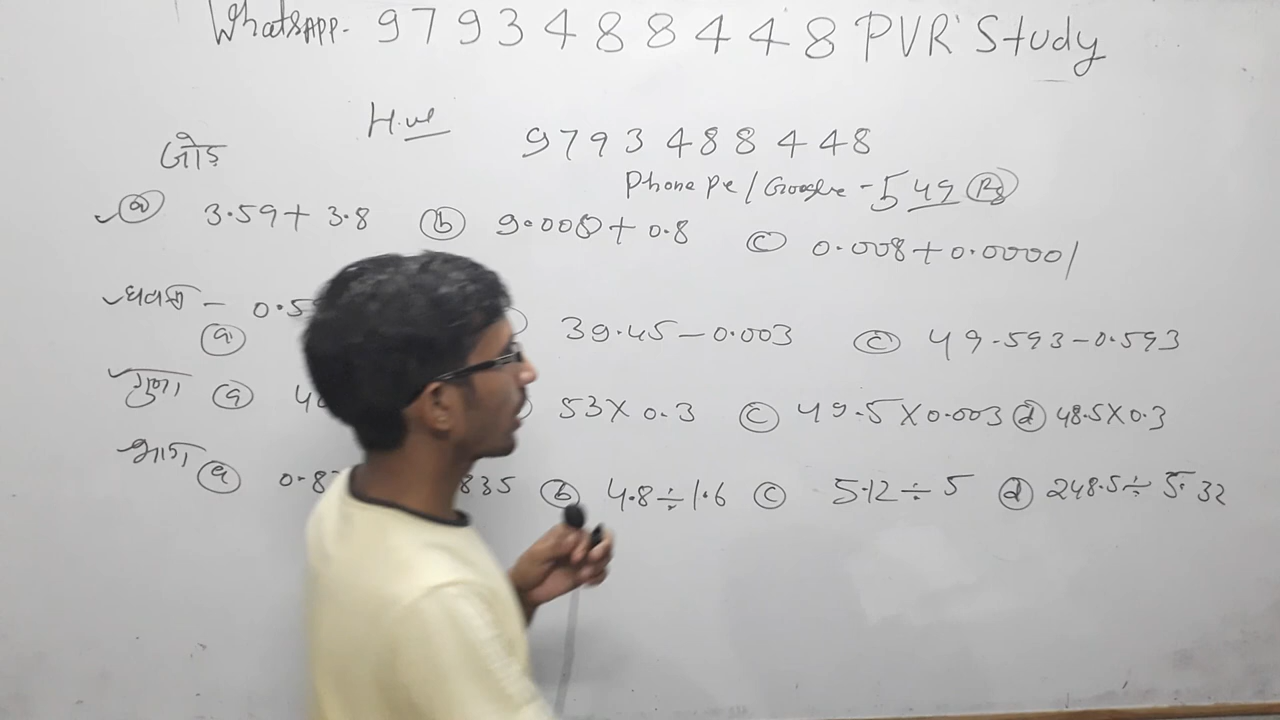 WhatsAPP- 9793488448 PVR Study
H.w
9793488448
जोड़
Phone Pe / Google - 549 Rs
a 3.59 + 3.8 b 9.008 + 0.8 c 0.008 + 0.00001
0.5 39.45 - 0.003 c 49.593 - 0.593
a
गुणा a 53 X 0.3 c 49.5 X 0.003 d 48.5 X 0.3
भाग a 0.8 835 b 4.8 ÷ 1.6 c 5.12 ÷ 5 d 248.5 ÷ 5.32